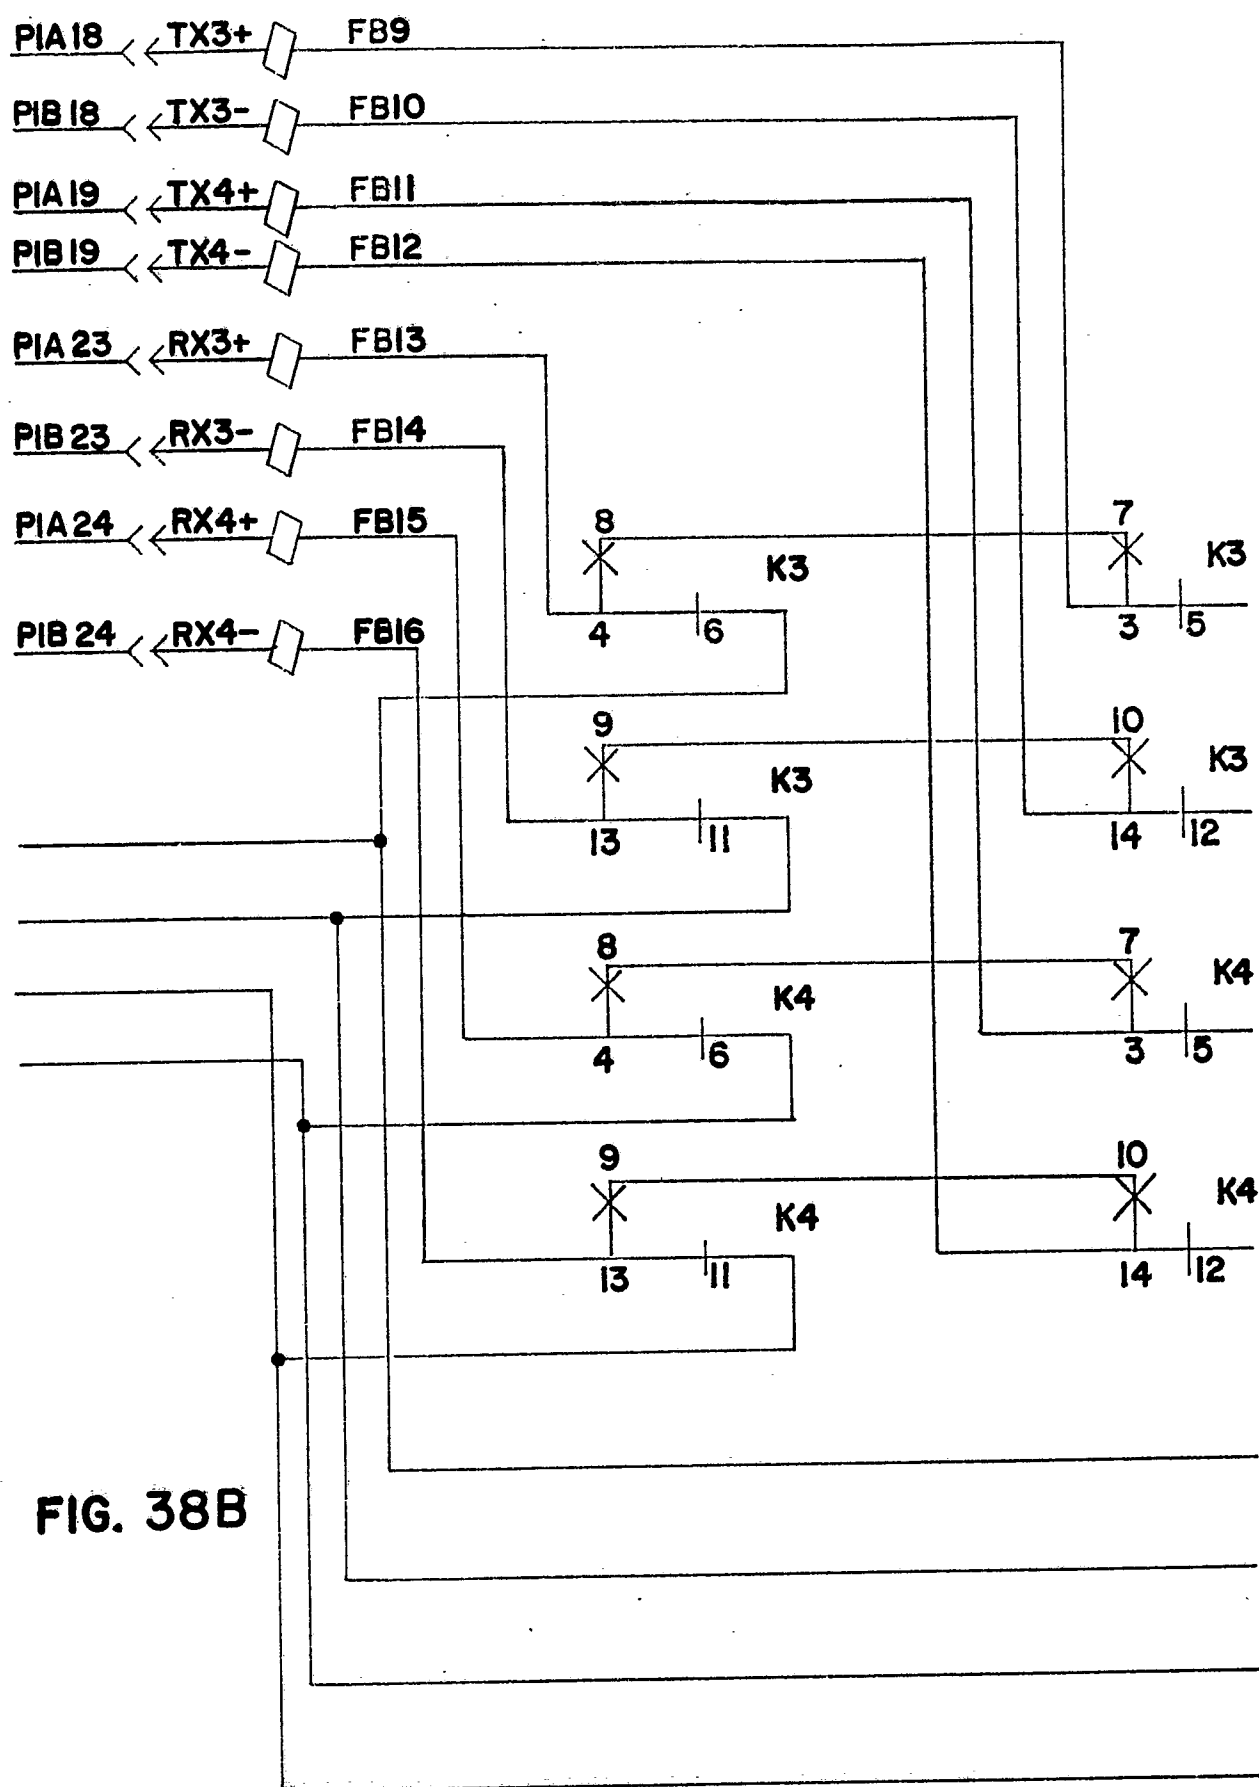 P1A18 TX3+ FB9
P1B18 TX3- FB10
P1A19 TX4+ FB11
P1B19 TX4- FB12
P1A23 RX3+ FB13
P1B23 RX3- FB14
P1A24 RX4+ FB15
P1B24 RX4- FB16
8 7
K3 K3
4 6 3 5
9 10
K3 K3
13 11 14 12
8 7
K4 K4
4 6 3 5
9 10
K4 K4
13 11 14 12
FIG. 38B